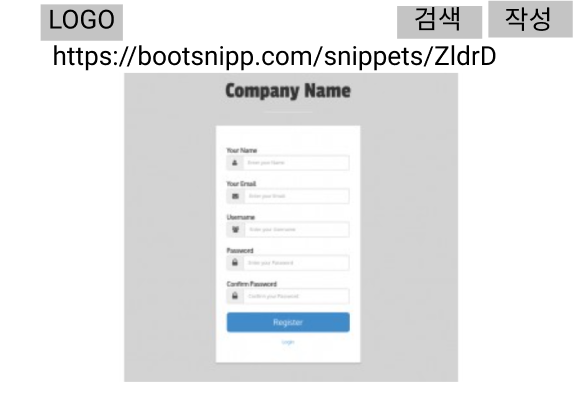 LOGO 검색 작성
https://bootsnipp.com/snippets/ZldrD
Company Name
Your Name
Enter your Name
Your Email
Enter your Email
Username
Enter your Username
Password
Enter your Password
Confirm Password
Confirm your Password
Register
Login